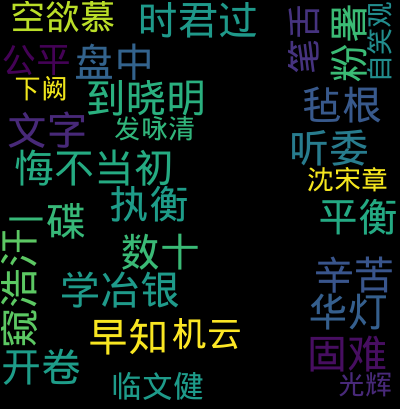 空欲慕
时君过
笔舌
粉署
自笑观
公平
盘中
下阙
到晓明
毡根
文字
发咏清
听委
悔不当初
沈宋章
执衡
平衡
一碟
数十
窥浩汗
学冶银
辛苦
华灯
早知
机云
固难
开卷
临文健
光辉